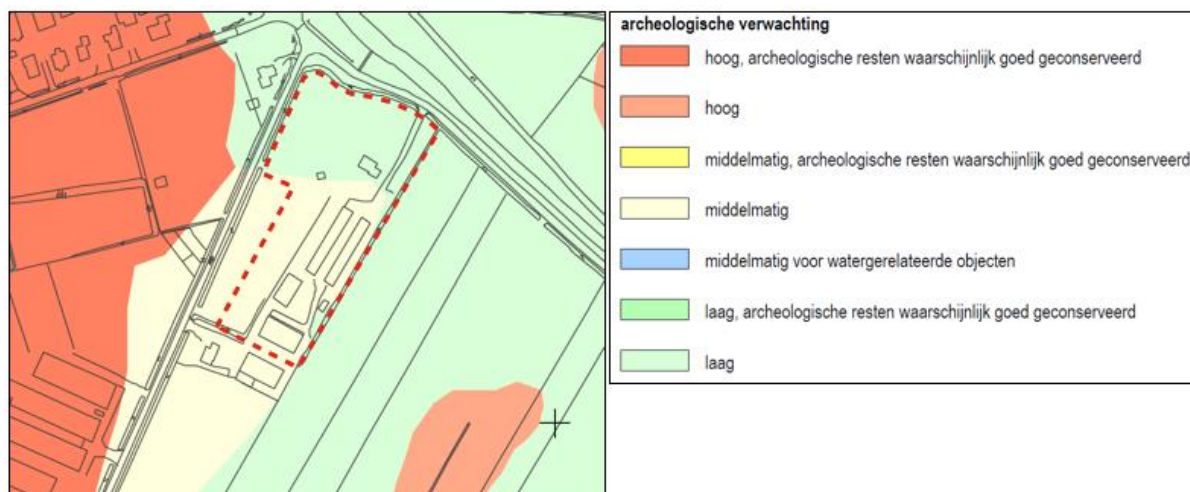 archeologische verwachting
hoog, archeologische resten waarschijnlijk goed geconserveerd
hoog
middelmatig, archeologische resten waarschijnlijk goed geconserveerd
middelmatig
middelmatig voor watergerelateerde objecten
laag, archeologische resten waarschijnlijk goed geconserveerd
laag